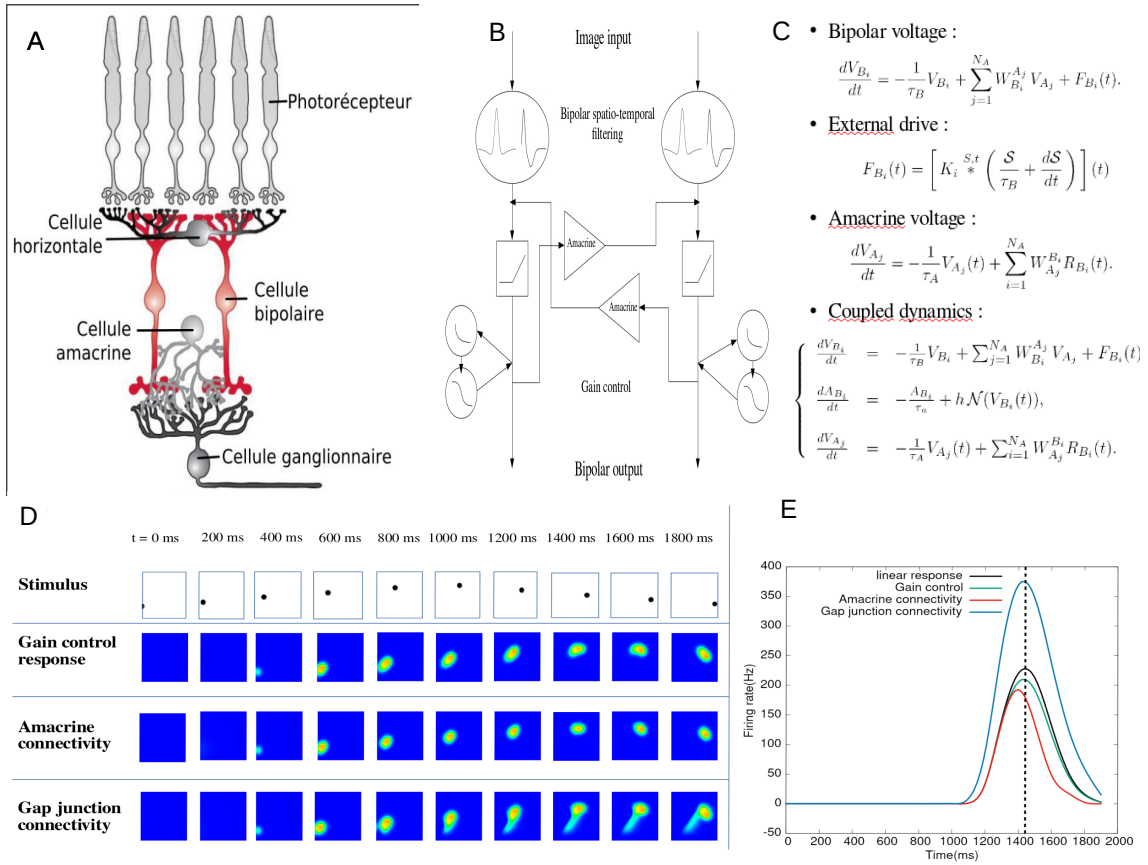 A
Photorécepteur
Cellule
horizontale
Cellule
bipolaire
Cellule
amacrine
Cellule ganglionnaire
B
Image input
Bipolar spatio-temporal
filtering
Amacrine
Amacrine
Gain control
Bipolar output
C
• Bipolar voltage :
dV_{B_i}/dt = −1/τ_B V_{B_i} + ∑_{j=1}^{N_A} W_{B_i}^{A_j} V_{A_j} + F_{B_i}(t).
• External drive :
F_{B_i}(t) = [ K_i *^{S,t} ( S/τ_B + dS/dt ) ] (t)
• Amacrine voltage :
dV_{A_j}/dt = −1/τ_A V_{A_j}(t) + ∑_{i=1}^{N_A} W_{A_j}^{B_i} R_{B_i}(t).
• Coupled dynamics :
dV_{B_i}/dt = −1/τ_B V_{B_i} + ∑_{j=1}^{N_A} W_{B_i}^{A_j} V_{A_j} + F_{B_i}(t)
dA_{B_i}/dt = −A_{B_i}/τ_a + h N(V_{B_i}(t)),
dV_{A_j}/dt = −1/τ_A V_{A_j}(t) + ∑_{i=1}^{N_A} W_{A_j}^{B_i} R_{B_i}(t).
D
t = 0 ms 200 ms 400 ms 600 ms 800 ms 1000 ms 1200 ms 1400 ms 1600 ms 1800 ms
Stimulus
Gain control
response
Amacrine
connectivity
Gap junction
connectivity
E
linear response
Gain control
Amacrine connectivity
Gap junction connectivity
Firing rate(Hz)
400
350
300
250
200
150
100
50
0
-50
0 200 400 600 800 1000 1200 1400 1600 1800 2000
Time(ms)